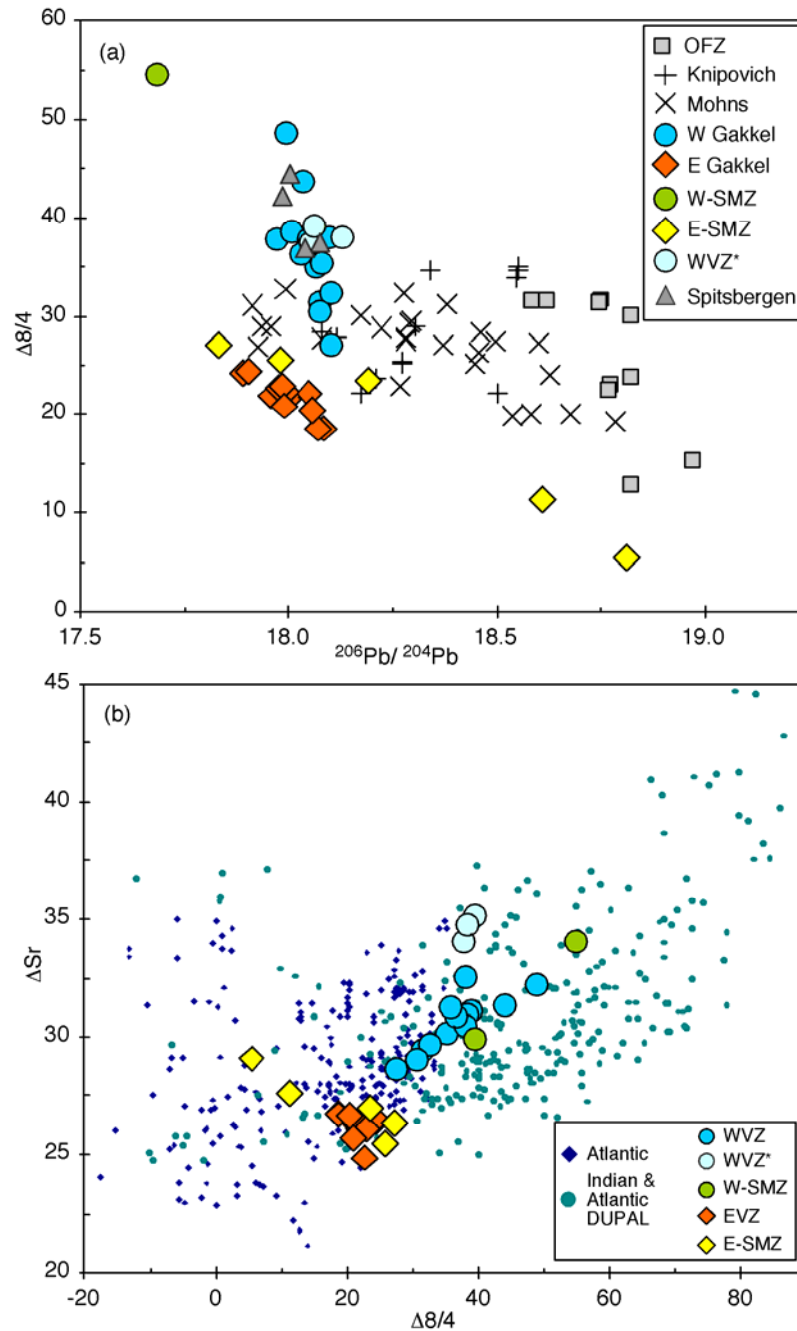 60
50
40
30
20
10
0
Δ8/4
(a)
OFZ
Knipovich
Mohns
W Gakkel
E Gakkel
W-SMZ
E-SMZ
WVZ*
Spitsbergen
17.5
18.0
18.5
19.0
206Pb/ 204Pb
45
40
35
30
25
20
ΔSr
(b)
Atlantic
Indian &
Atlantic
DUPAL
WVZ
WVZ*
W-SMZ
EVZ
E-SMZ
-20
0
20
40
60
80
Δ8/4